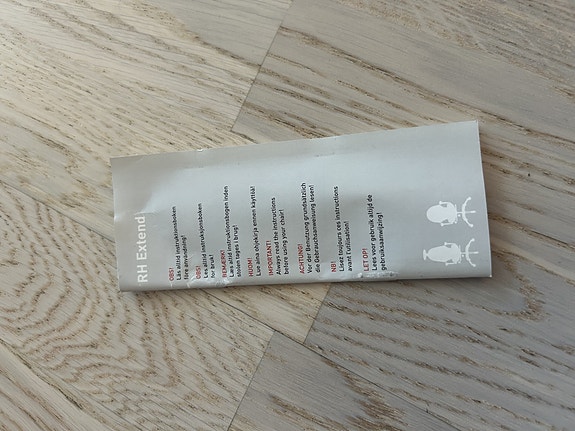 RH Extend
OBS!
Läs alltid instruktionsboken
före användning!
OBS!
Les alltid instruksjonsboken
før bruk!
BEMÆRK!
Læs altid instruktionsbogen inden
stolen tages i brug!
HUOM!
Lue aina ohjekirja ennen käyttöä!
IMPORTANT!
Always read the instructions
before using your chair!
ACHTUNG!
Vor der Benutzung grundsätzlich
die Gebrauchsanweisung lesen!
NB!
Lisez toujours ces instructions
avant l'utilisation!
LET OP!
Lees voor gebruik altijd de
gebruiksaanwijzing!